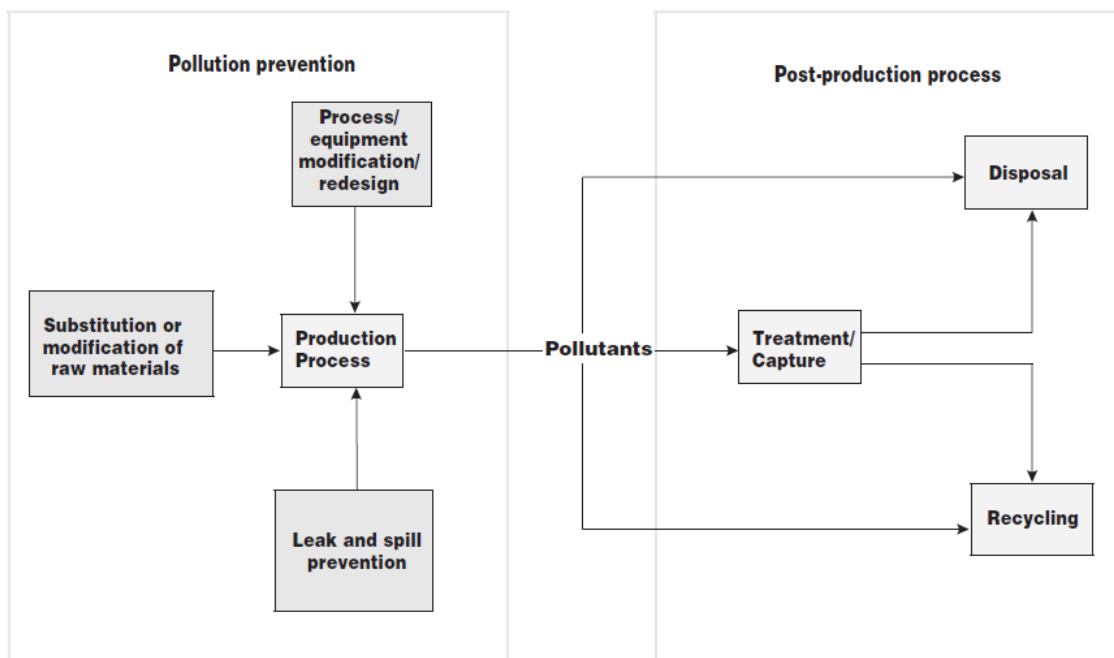 Pollution prevention
Process/
equipment
modification/
redesign
Substitution or
modification of
raw materials
Production
Process
Leak and spill
prevention
Pollutants
Post-production process
Disposal
Treatment/
Capture
Recycling